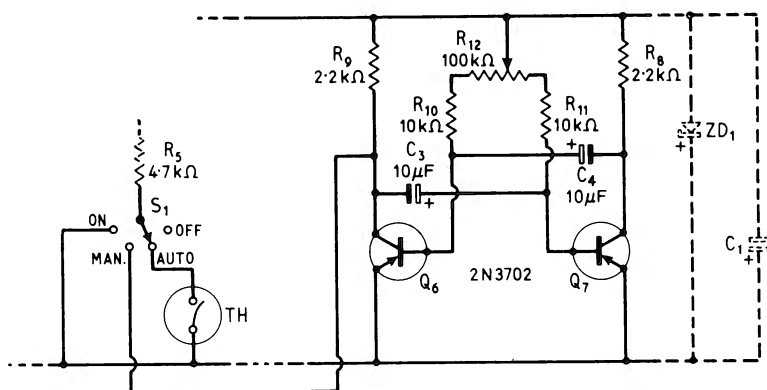 R9
2·2kΩ
R12
100kΩ
R8
2·2kΩ
R10
10kΩ
R11
10kΩ
C3
10µF
+
+
C4
10µF
ZD1
+
R5
4·7kΩ
S1
ON
OFF
MAN.
AUTO
TH
Q6
2N3702
Q7
C1
+